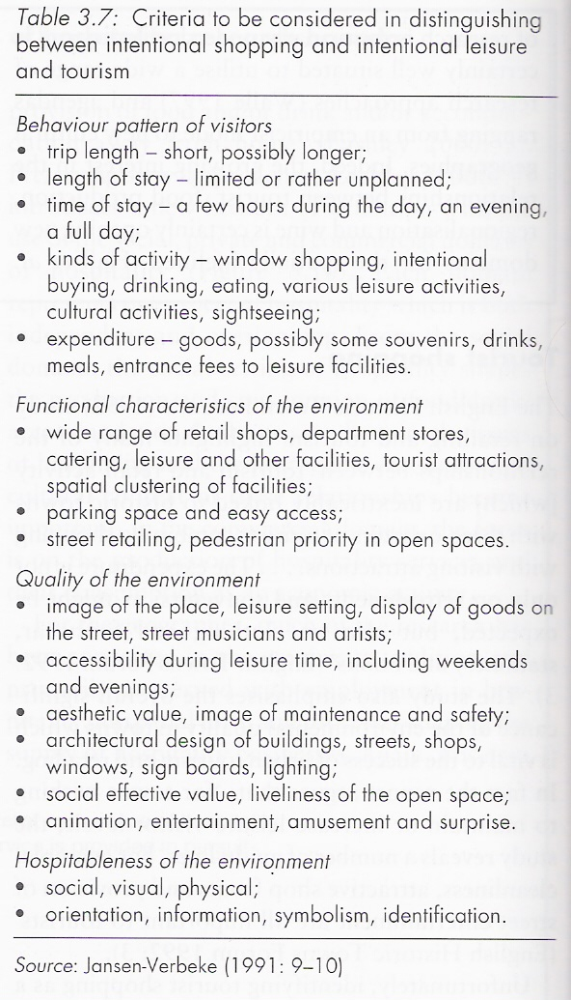 Table 3.7: Criteria to be considered in distinguishing
between intentional shopping and intentional leisure
and tourism
Behaviour pattern of visitors
• trip length – short, possibly longer;
• length of stay – limited or rather unplanned;
• time of stay – a few hours during the day, an evening,
a full day;
• kinds of activity – window shopping, intentional
buying, drinking, eating, various leisure activities,
cultural activities, sightseeing;
• expenditure – goods, possibly some souvenirs, drinks,
meals, entrance fees to leisure facilities.
Functional characteristics of the environment
• wide range of retail shops, department stores,
catering, leisure and other facilities, tourist attractions,
spatial clustering of facilities;
• parking space and easy access;
• street retailing, pedestrian priority in open spaces.
Quality of the environment
• image of the place, leisure setting, display of goods on
the street, street musicians and artists;
• accessibility during leisure time, including weekends
and evenings;
• aesthetic value, image of maintenance and safety;
• architectural design of buildings, streets, shops,
windows, sign boards, lighting;
• social effective value, liveliness of the open space;
• animation, entertainment, amusement and surprise.
Hospitableness of the environment
• social, visual, physical;
• orientation, information, symbolism, identification.
Source: Jansen-Verbeke (1991: 9–10)